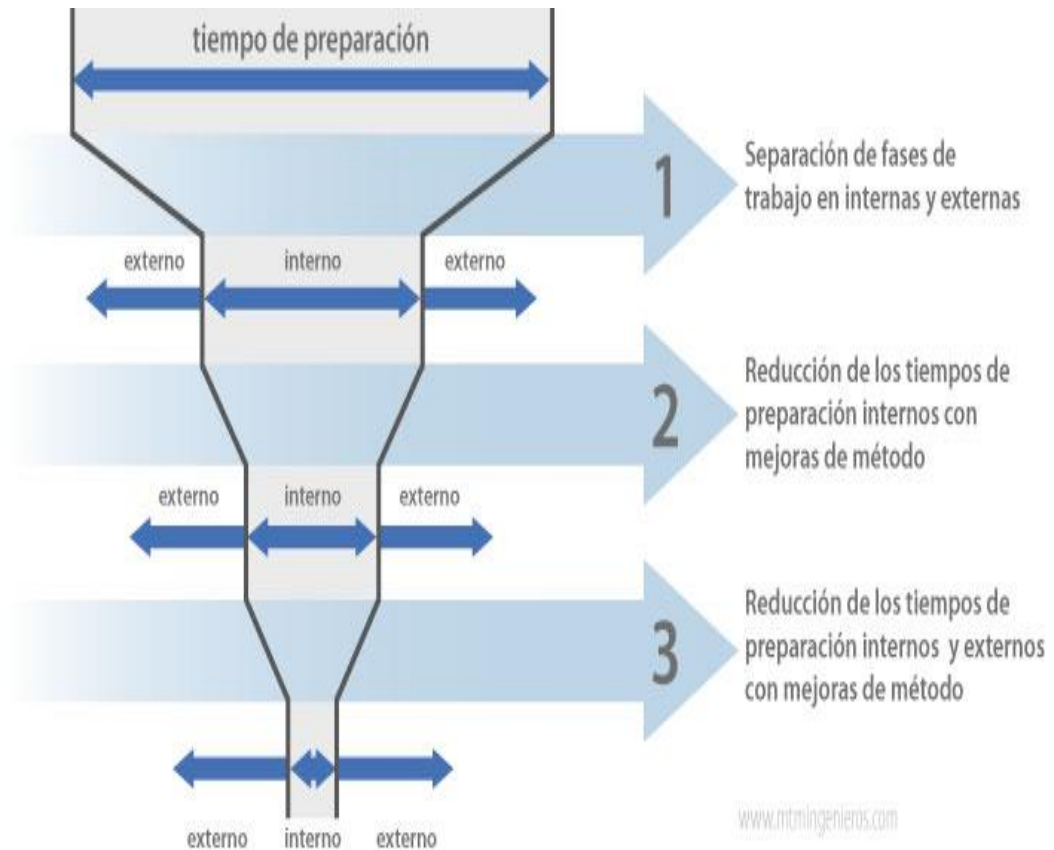 tiempo de preparación
1
Separación de fases de
trabajo en internas y externas
externo interno externo
2
Reducción de los tiempos de
preparación internos con
mejoras de método
externo interno externo
3
Reducción de los tiempos de
preparación internos y externos
con mejoras de método
externo interno externo
www.mtmingenieros.com